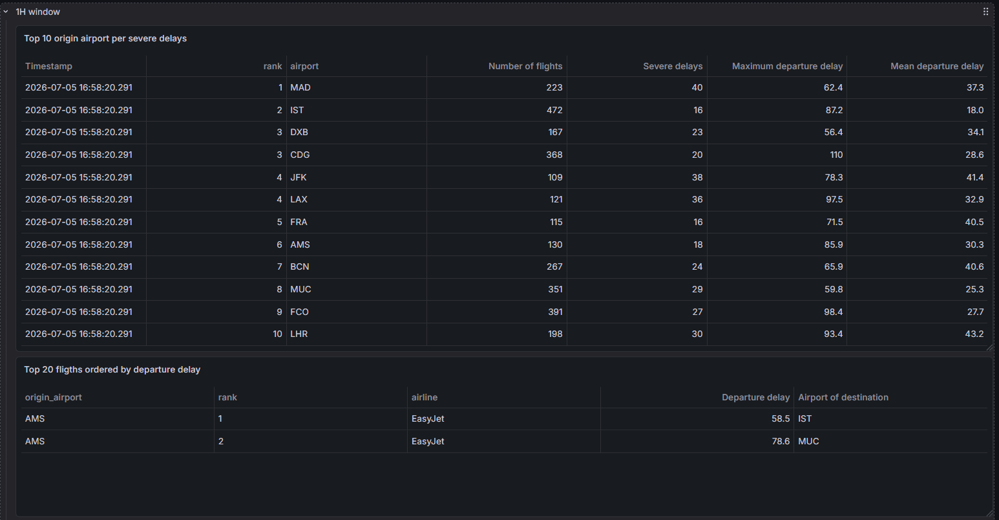 1H window
Top 10 origin airport per severe delays
Timestamp rank airport Number of flights Severe delays Maximum departure delay Mean departure delay
2026-07-05 16:58:20.291 1 MAD 223 40 62.4 37.3
2026-07-05 16:58:20.291 2 IST 472 16 87.2 18.0
2026-07-05 15:58:20.291 3 DXB 167 23 56.4 34.1
2026-07-05 16:58:20.291 3 CDG 368 20 110 28.6
2026-07-05 15:58:20.291 4 JFK 109 38 78.3 41.4
2026-07-05 16:58:20.291 4 LAX 121 36 97.5 32.9
2026-07-05 16:58:20.291 5 FRA 115 16 71.5 40.5
2026-07-05 16:58:20.291 6 AMS 130 18 85.9 30.3
2026-07-05 16:58:20.291 7 BCN 267 24 65.9 40.6
2026-07-05 16:58:20.291 8 MUC 351 29 59.8 25.3
2026-07-05 16:58:20.291 9 FCO 391 27 98.4 27.7
2026-07-05 16:58:20.291 10 LHR 198 30 93.4 43.2
Top 20 fligths ordered by departure delay
origin_airport rank airline Departure delay Airport of destination
AMS 1 EasyJet 58.5 IST
AMS 2 EasyJet 78.6 MUC